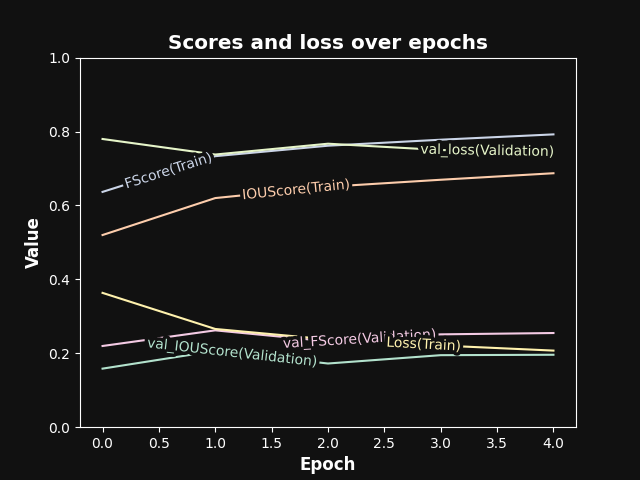 Scores and loss over epochs
1.0
0.8
0.6
0.4
0.2
0.0
Value
val_loss(Validation)
FScore(Train)
IOUScore(Train)
val_FScore(Validation)
Loss(Train)
val_IOUScore(Validation)
0.0 0.5 1.0 1.5 2.0 2.5 3.0 3.5 4.0
Epoch